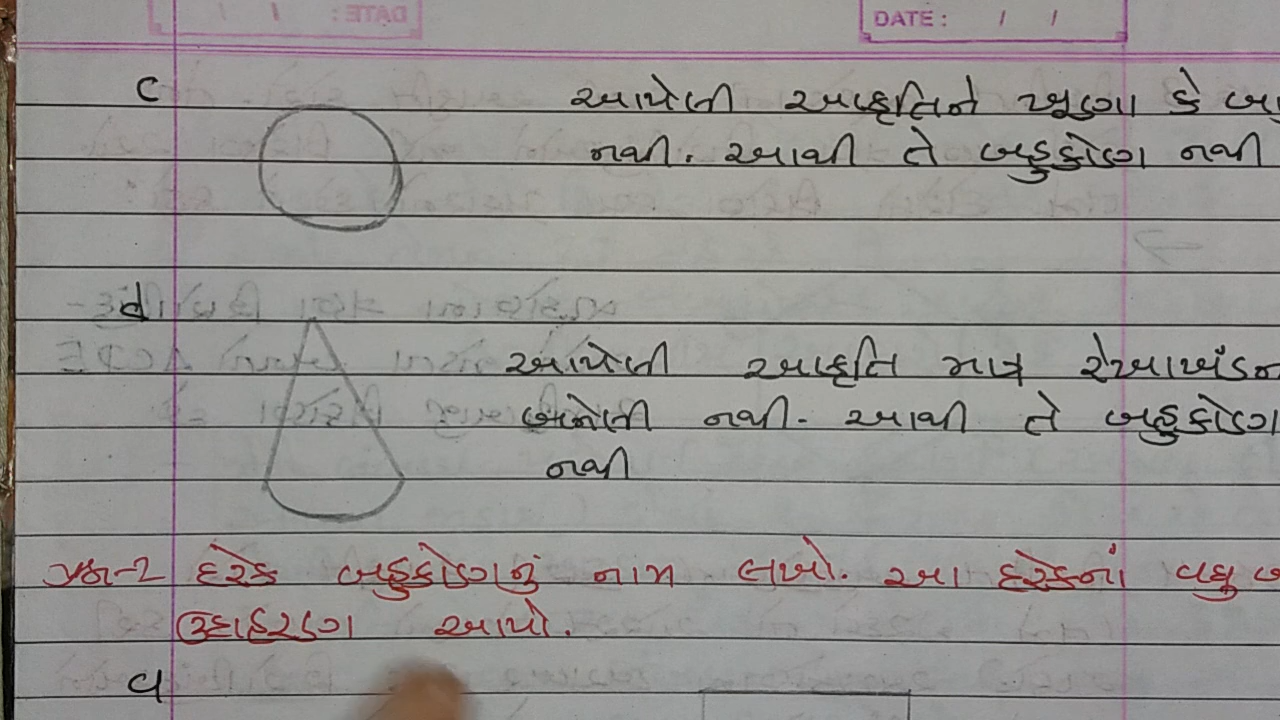 DATE : / /
c
આપેલી આકૃતિને ખૂણા કે
નથી. આથી તે બહુકોણ નથી
d
આપેલી આકૃતિ માત્ર રેખાખંડ
બનેલી નથી. આથી તે બહુકોણ
નથી
પ્રશ્ન-2 દરેક બહુકોણનું નામ લખો. આ દરેકનાં વધુ
ઉદાહરણ આપો.